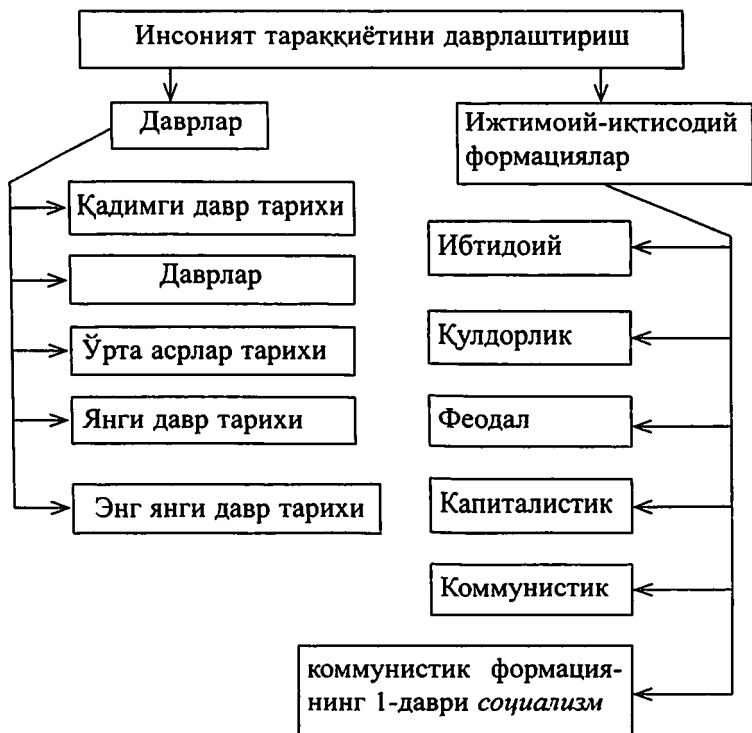 Инсоният тараққиётини даврлаштириш
Даврлар
Қадимги давр тарихи
Даврлар
Ўрта асрлар тарихи
Янги давр тарихи
Энг янги давр тарихи
Ижтимоий-иқтисодий
формациялар
Ибтидоий
Қулдорлик
Феодал
Капиталистик
Коммунистик
коммунистик формация-
нинг 1-даври социализм